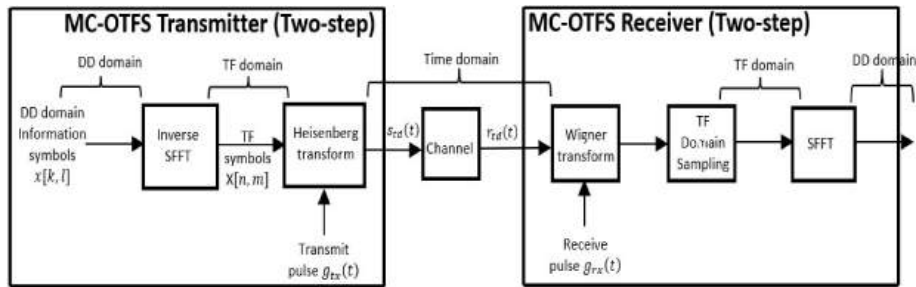 MC-OTFS Transmitter (Two-step)
DD domain
TF domain
DD domain
Information
symbols
x[k, l]
Inverse
SFFT
TF
symbols
X[n, m]
Heisenberg
transform
Transmit
pulse g_tx(t)
Time domain
s_td(t)
Channel
r_td(t)
MC-OTFS Receiver (Two-step)
TF domain
DD domain
Wigner
transform
Receive
pulse g_rx(t)
TF
Domain
Sampling
SFFT